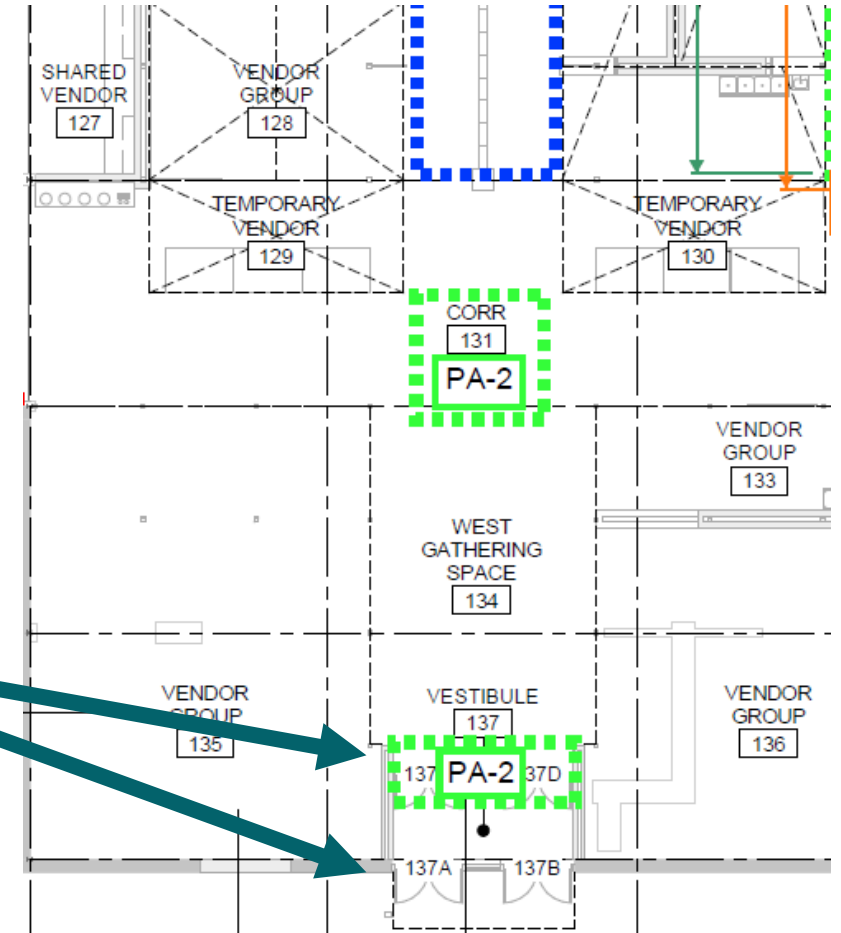 SHARED
VENDOR
127
VENDOR
GROUP
128
TEMPORARY
VENDOR
129
TEMPORARY
VENDOR
130
CORR
131
PA-2
VENDOR
GROUP
133
WEST
GATHERING
SPACE
134
VENDOR
GROUP
135
VESTIBULE
137
VENDOR
GROUP
136
137
PA-2
37D
137A
137B